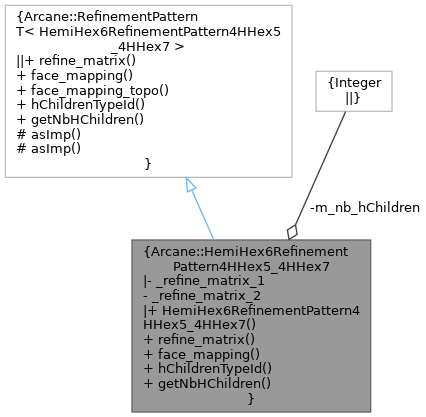 {Arcane::RefinementPattern
T< HemiHex6RefinementPattern4HHex5
_4HHex7 >
||+ refine_matrix()
+ face_mapping()
+ face_mapping_topo()
+ hChildrenTypeId()
+ getNbHChildren()
# asImp()
# asImp()
}
{Integer
||}
-m_nb_hChildren
{Arcane::HemiHex6Refinement
Pattern4HHex5_4HHex7
|- _refine_matrix_1
- _refine_matrix_2
|+ HemiHex6RefinementPattern4
HHex5_4HHex7()
+ refine_matrix()
+ face_mapping()
+ hChildrenTypeId()
+ getNbHChildren()
}